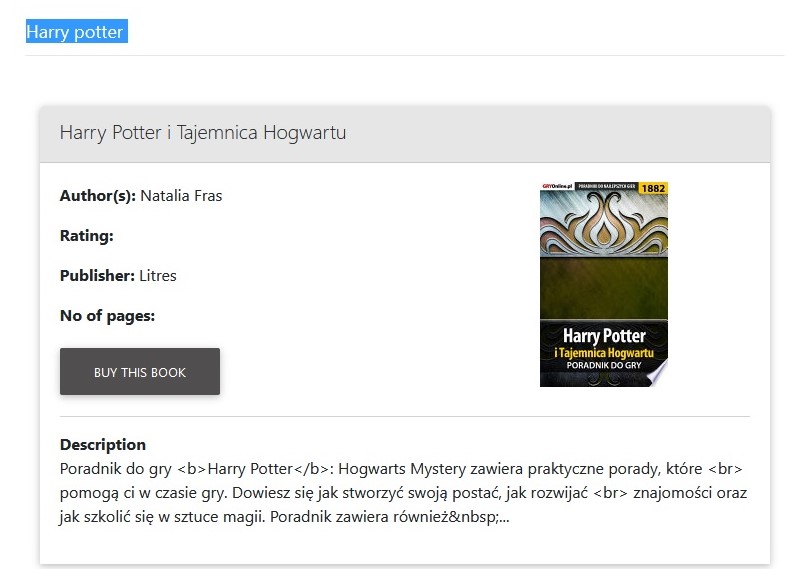 Harry potter
Harry Potter i Tajemnica Hogwartu
Author(s): Natalia Fras
Rating:
Publisher: Litres
No of pages:
BUY THIS BOOK
GRYOnline.pl PORADNIK DO NAJLEPSZYCH GIER 1882
Harry Potter
i Tajemnica Hogwartu
PORADNIK DO GRY
Description
Poradnik do gry <b>Harry Potter</b>: Hogwarts Mystery zawiera praktyczne porady, które <br>
pomogą ci w czasie gry. Dowiesz się jak stworzyć swoją postać, jak rozwijać <br> znajomości oraz
jak szkolić się w sztuce magii. Poradnik zawiera również&nbsp;...